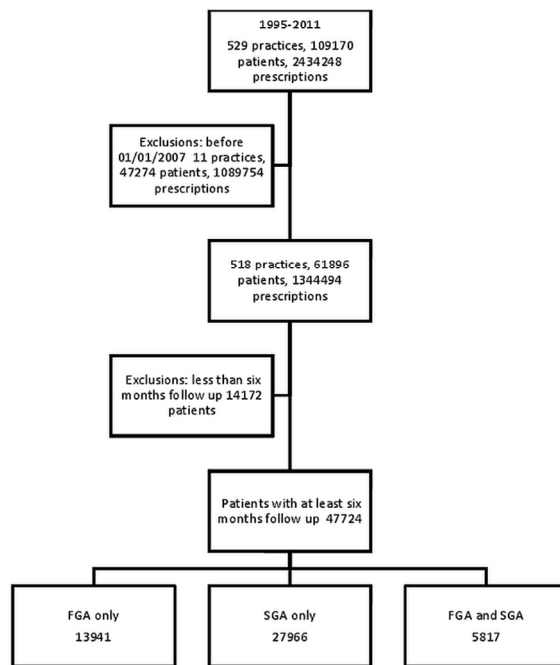 1995-2011
529 practices, 109170
patients, 2434248
prescriptions
Exclusions: before
01/01/2007 11 practices,
47274 patients, 1089754
prescriptions
518 practices, 61896
patients, 1344494
prescriptions
Exclusions: less than six
months follow up 14172
patients
Patients with at least six
months follow up 47724
FGA only
13941
SGA only
27966
FGA and SGA
5817